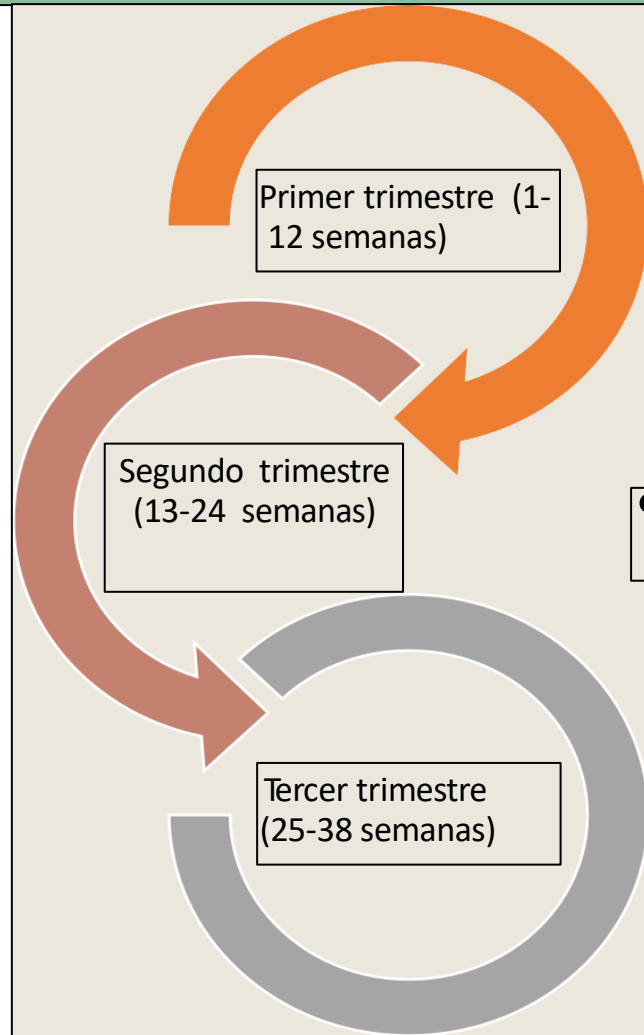 Primer trimestre (1-
12 semanas)
Segundo trimestre
(13-24 semanas)
Tercer trimestre
(25-38 semanas)